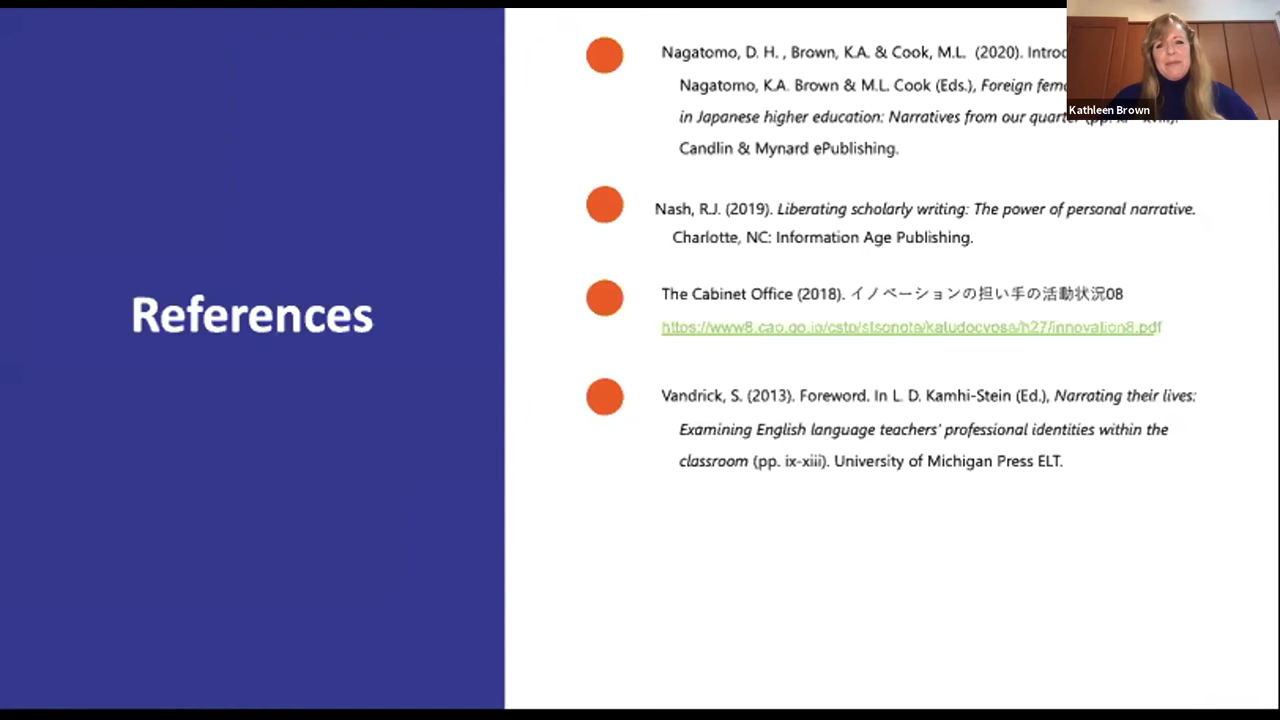 References
Nagatomo, D. H. , Brown, K.A. & Cook, M.L. (2020).
Nagatomo, K.A. Brown & M.L. Cook (Eds.), Foreign
in Japanese higher education: Narratives from our
Candlin & Mynard ePublishing.
Nash, R.J. (2019). Liberating scholarly writing: The power of personal narrative.
Charlotte, NC: Information Age Publishing.
The Cabinet Office (2018). イノベーションの担い手の活動状況08
Vandrick, S. (2013). Foreword. In L. D. Kamhi-Stein (Ed.), Narrating their lives:
Examining English language teachers' professional identities within the
classroom (pp. ix-xiii). University of Michigan Press ELT.
Kathleen Brown